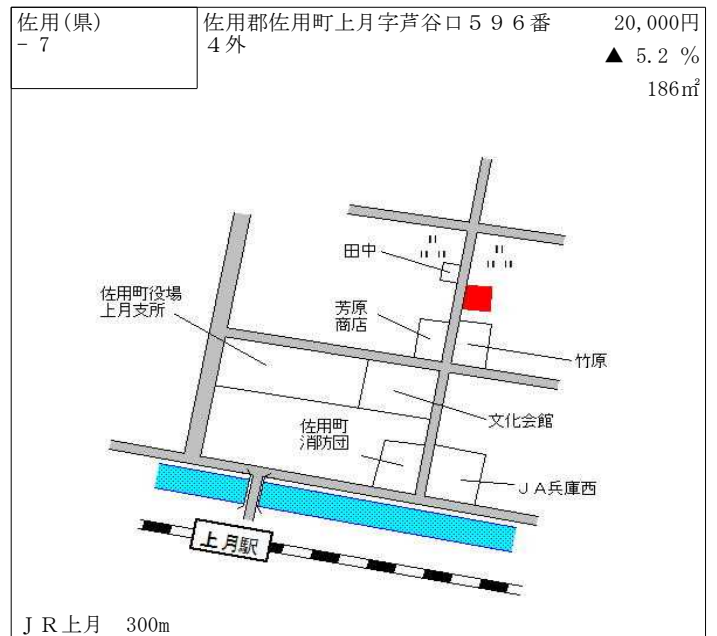 佐用(県)
- 7
佐用郡佐用町上月字芦谷口５９６番
４外
20,000円
▲ 5.2 %
186㎡
田中
佐用町役場
上月支所
芳原
商店
竹原
文化会館
佐用町
消防団
ＪＡ兵庫西
上月駅
ＪＲ上月　300m